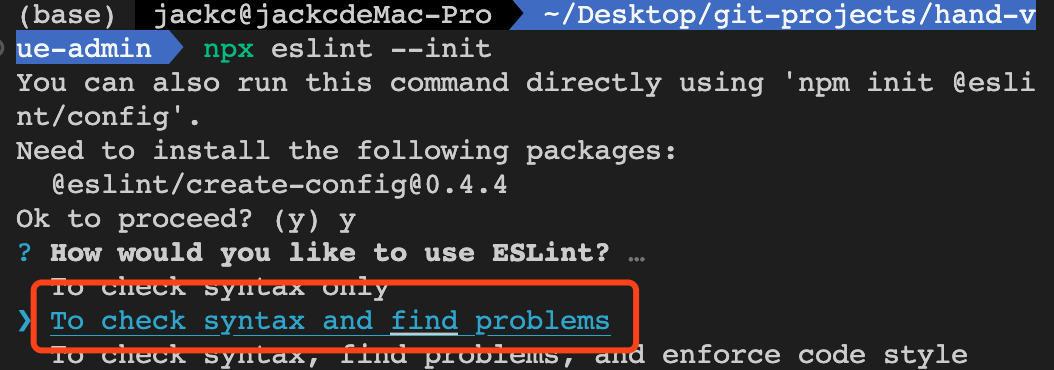 (base) jackc@jackcdeMac-Pro ~/Desktop/git-projects/hand-v
ue-admin npx eslint --init
You can also run this command directly using 'npm init @esli
nt/config'.
Need to install the following packages:
@eslint/create-config@0.4.4
Ok to proceed? (y) y
? How would you like to use ESLint? …
To check syntax only
❯ To check syntax and find problems
To check syntax, find problems, and enforce code style